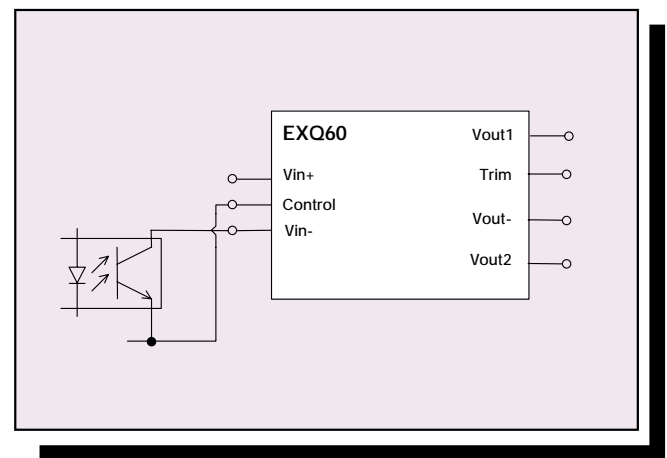 EXQ60
Vin+
Control
Vin-
Vout1
Trim
Vout-
Vout2